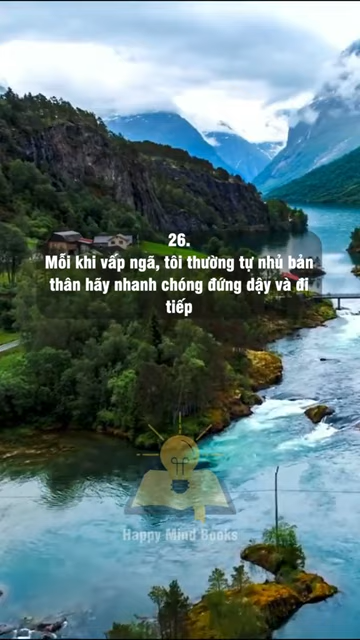 26.
Mỗi khi vấp ngã, tôi thường tự nhủ bản
thân hãy nhanh chóng đứng dậy và đi
tiếp
Happy Mind Books